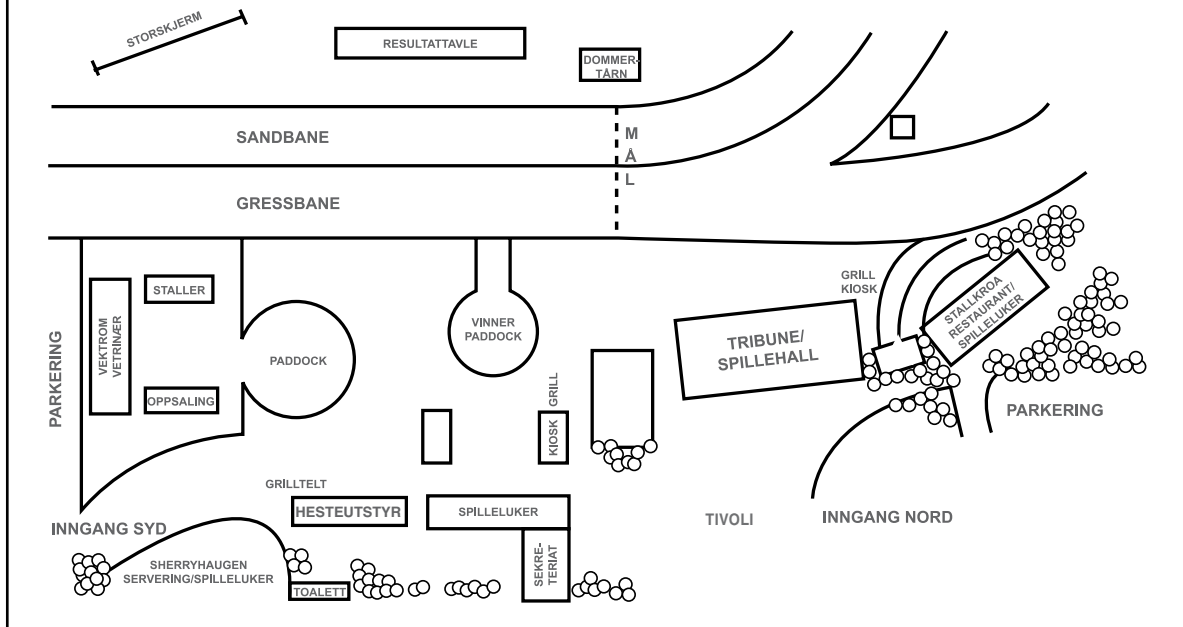 STORSKJERM
RESULTATTAVLE
DOMMER-
TÅRN
SANDBANE
MÅL
GRESSBANE
STALLER
VEKTROM
VETRINÆR
PARKERING
PADDOCK
OPPSALING
VINNER
PADDOCK
KIOSK GRILL
TRIBUNE/
SPILLEHALL
GRILL
KIOSK
STALLKROA
RESTAURANT/
SPILLELUKER
PARKERING
GRILLTELT
HESTEUTSTYR
SPILLELUKER
SEKRE-
TERIAT
TIVOLI
INNGANG NORD
INNGANG SYD
SHERRYHAUGEN
SERVERING/SPILLELUKER
TOALETT